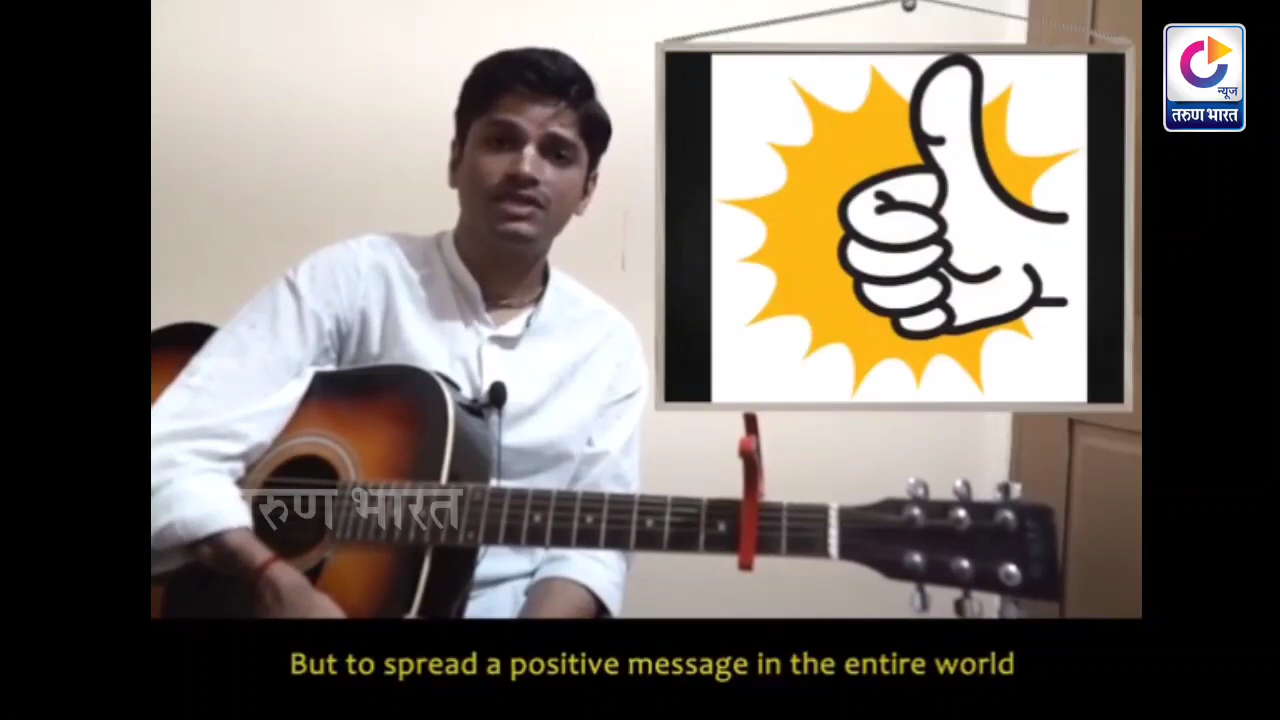 न्यूज
तरुण भारत
तरुण भारत
But to spread a positive message in the entire world